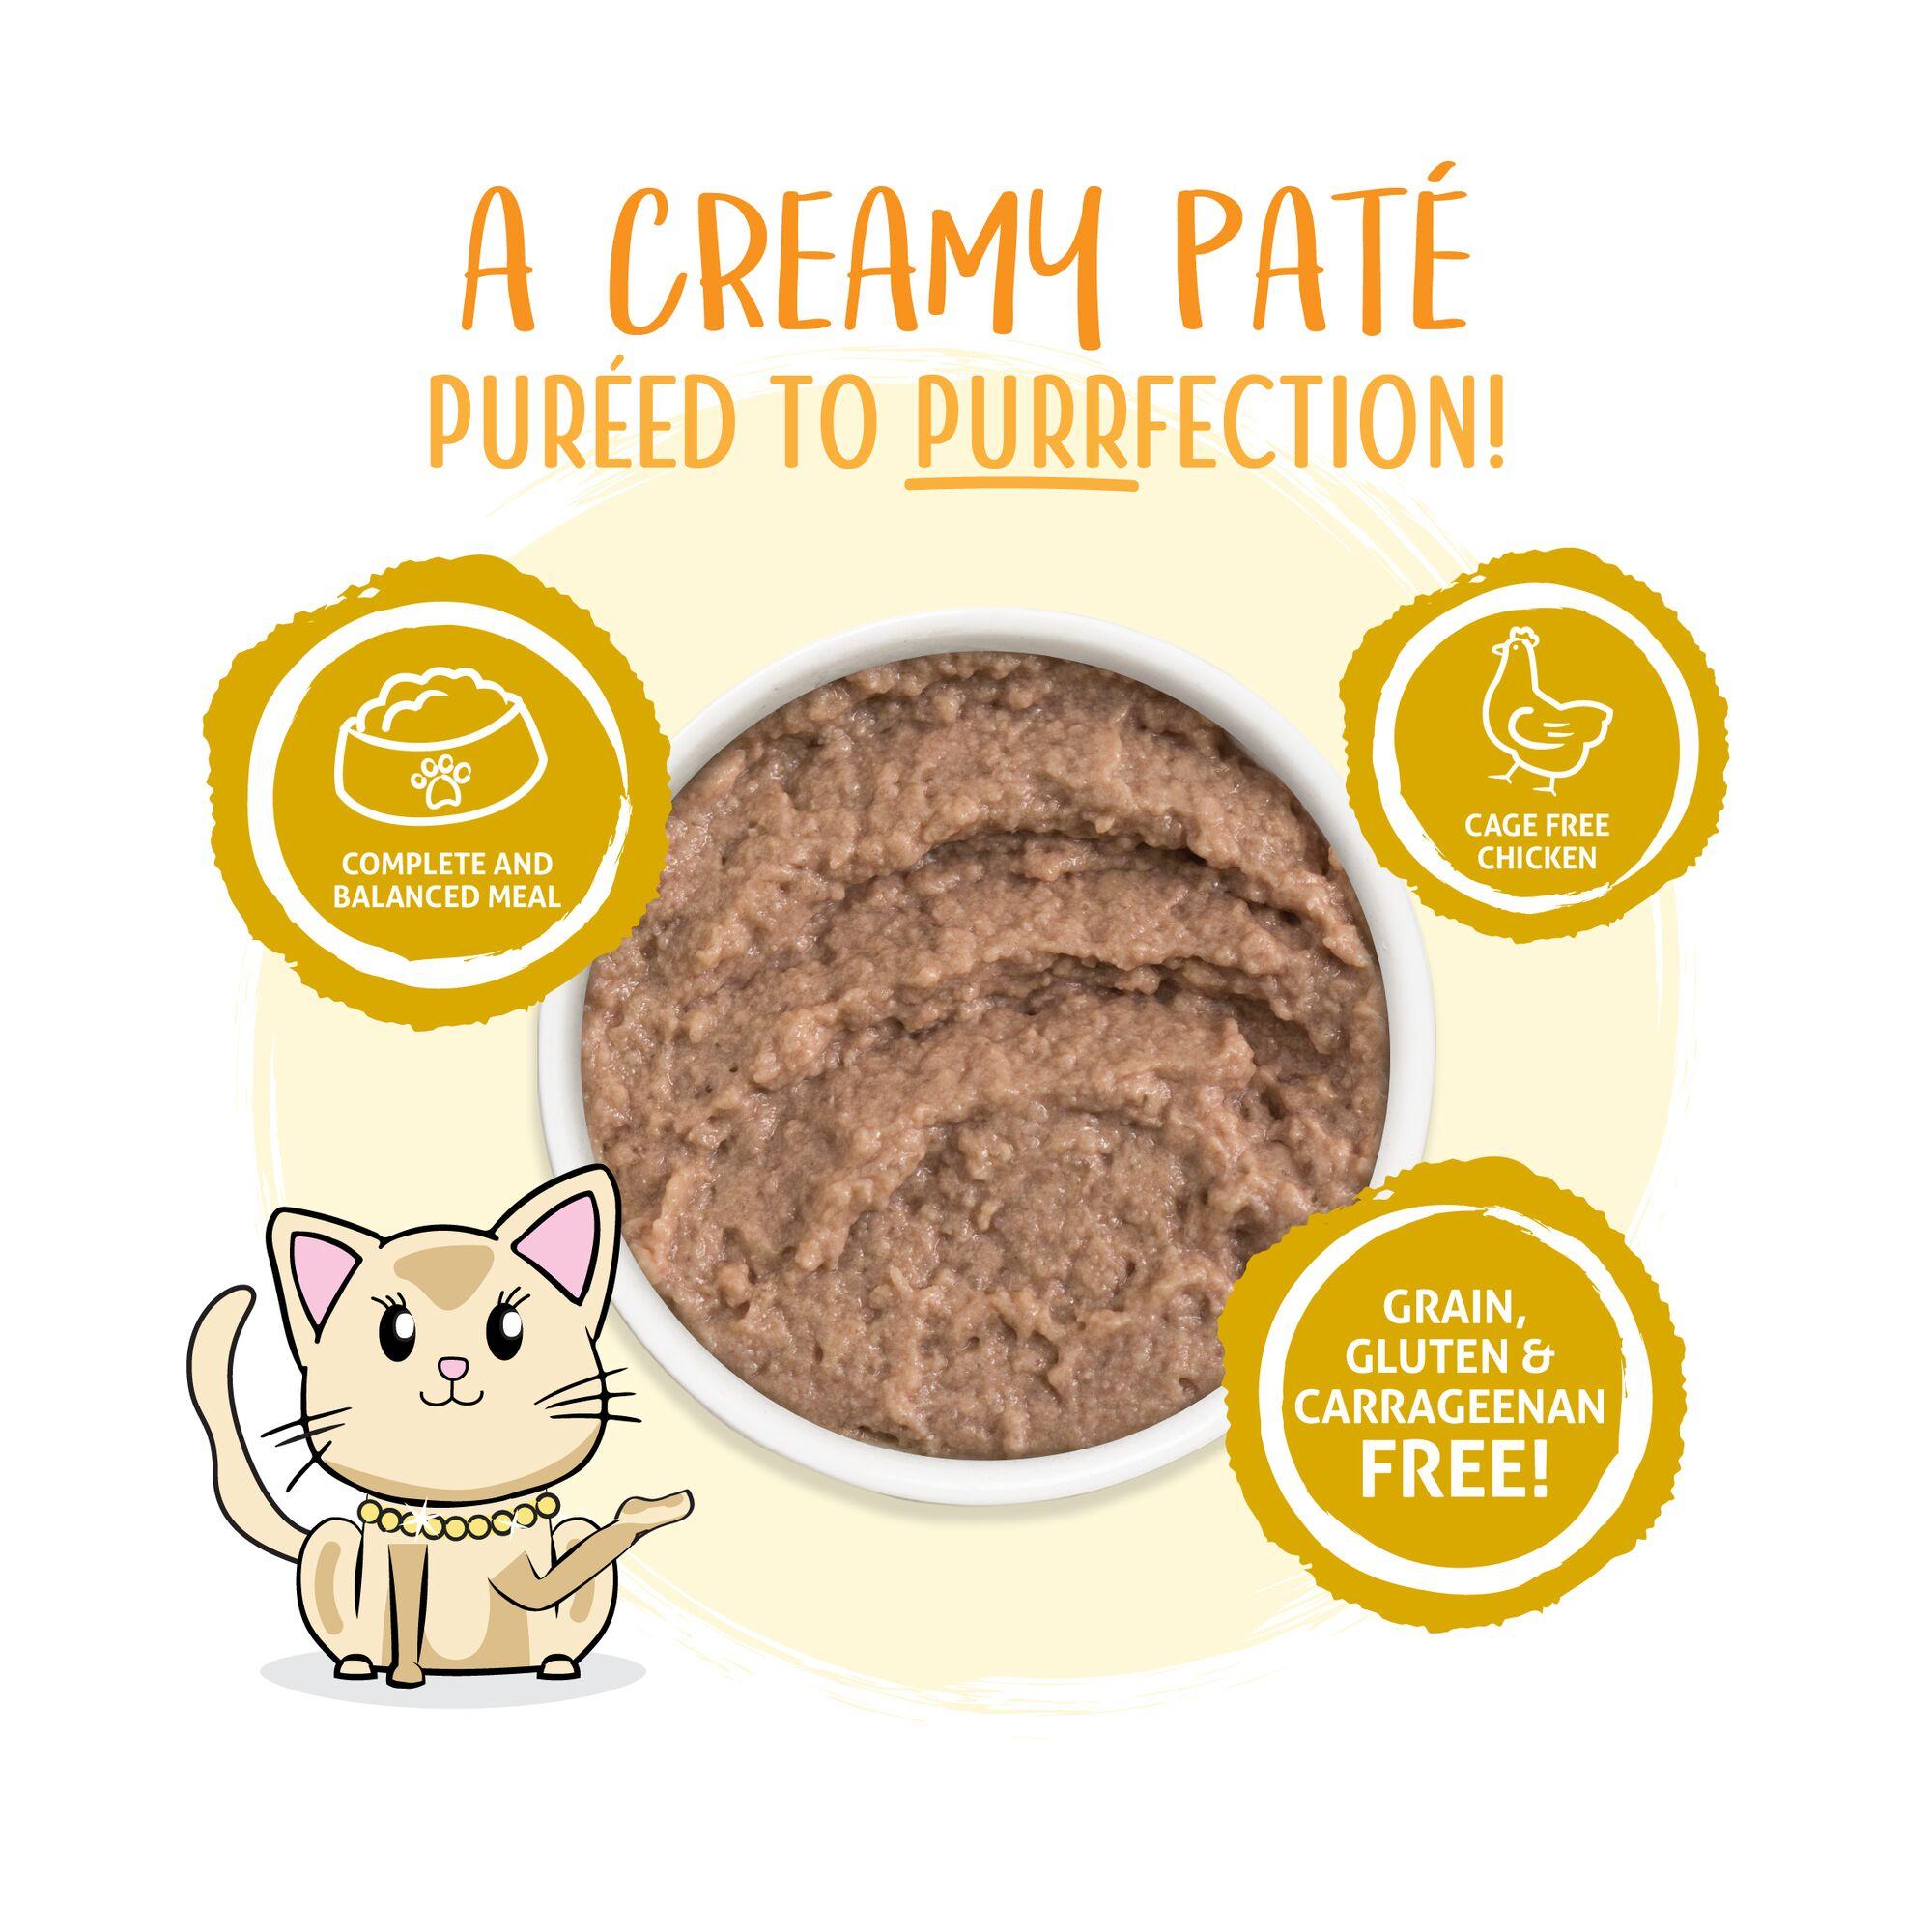 A CREAMY PATÉ
PURÉED TO PURRFECTION!
COMPLETE AND
BALANCED MEAL
CAGE FREE
CHICKEN
GRAIN,
GLUTEN &
CARRAGEENAN
FREE!